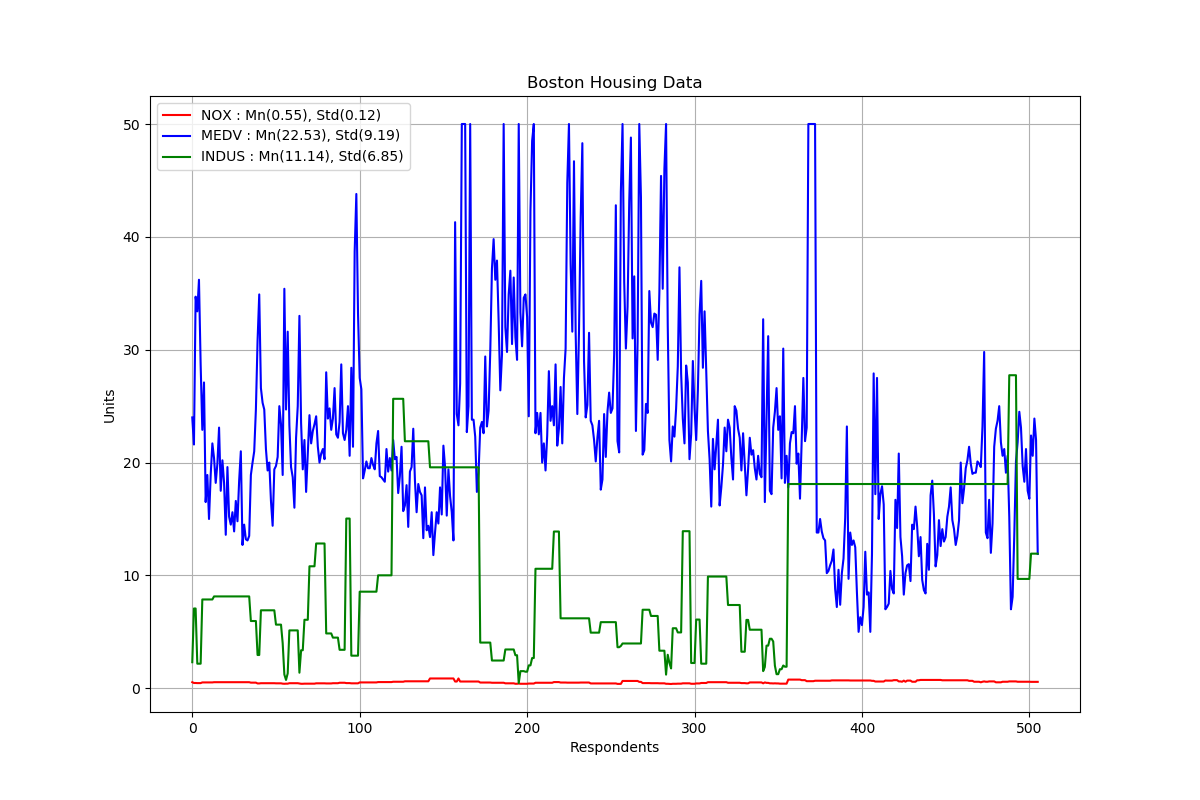 Boston Housing Data
NOX : Mn(0.55), Std(0.12)
MEDV : Mn(22.53), Std(9.19)
INDUS : Mn(11.14), Std(6.85)
50
40
30
20
10
0
Units
0 100 200 300 400 500
Respondents